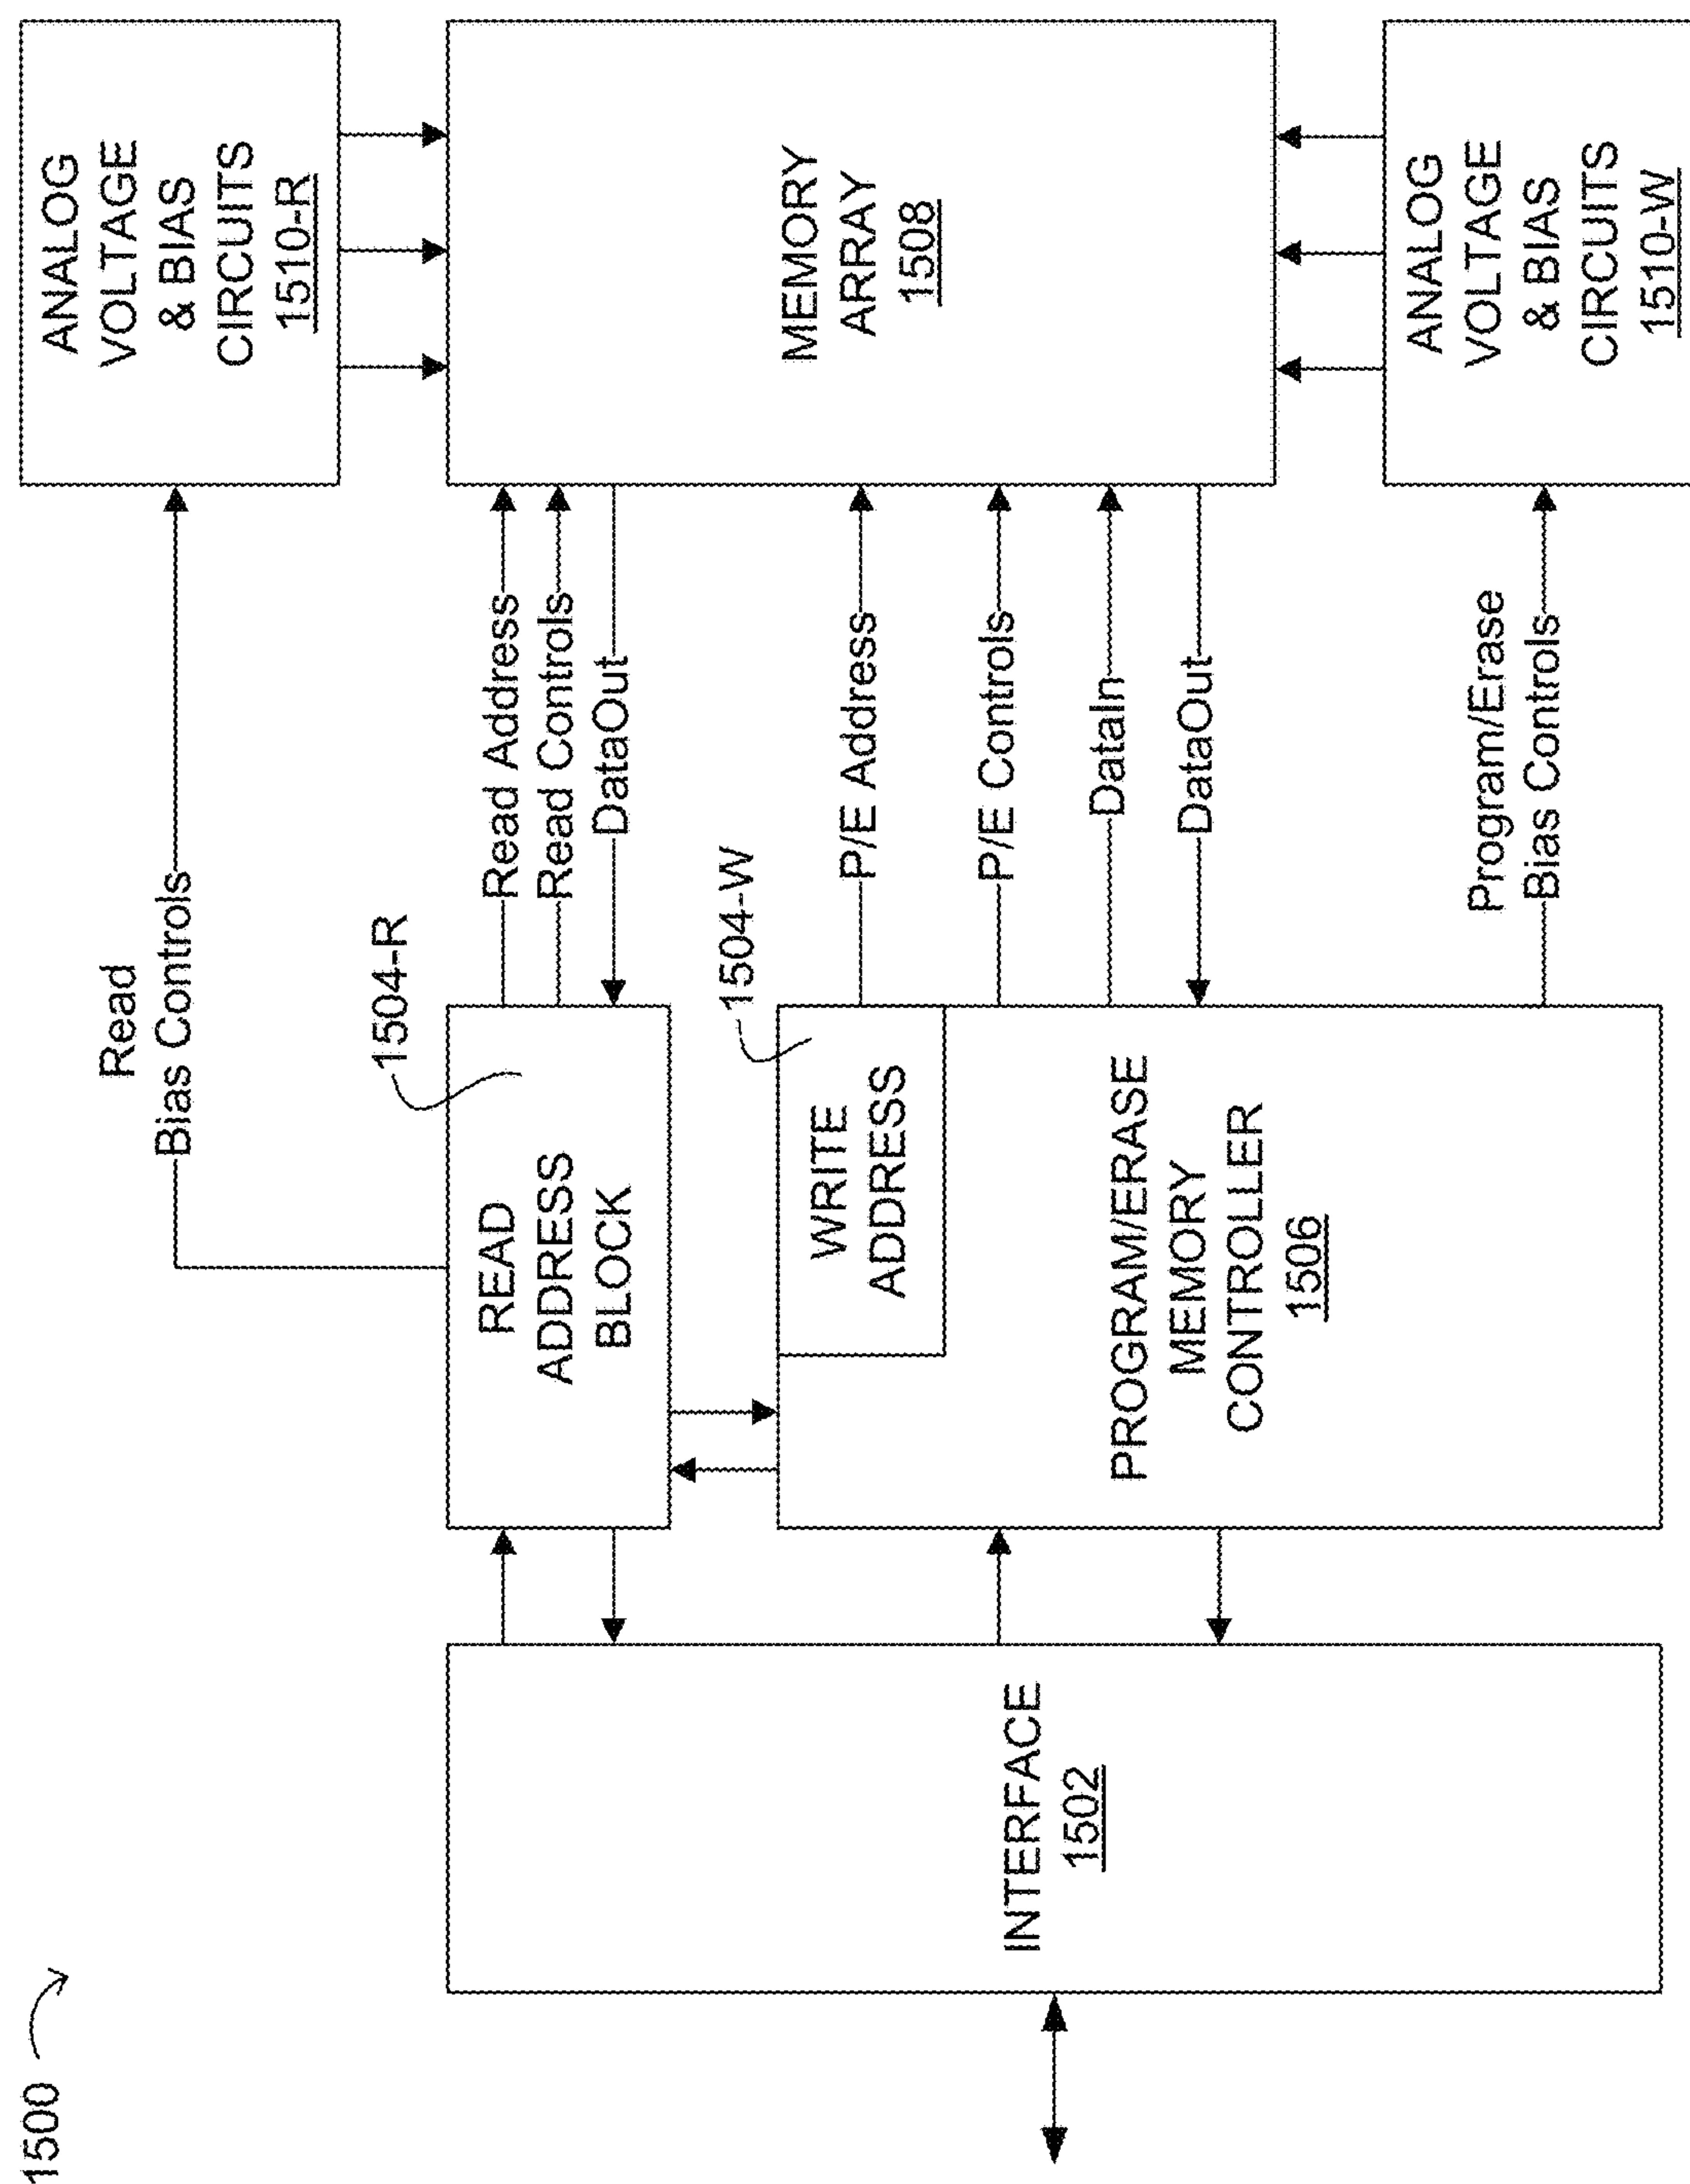 1500
Read
Bias Controls
ANALOG
VOLTAGE
& BIAS
CIRCUITS
1510-R
1504-R
READ
ADDRESS
BLOCK
Read Address
Read Controls
DataOut
1504-W
WRITE
ADDRESS
P/E Address
P/E Controls
DataIn
DataOut
INTERFACE
1502
PROGRAM/ERASE
MEMORY
CONTROLLER
1506
MEMORY
ARRAY
1508
Program/Erase
Bias Controls
ANALOG
VOLTAGE
& BIAS
CIRCUITS
1510-W